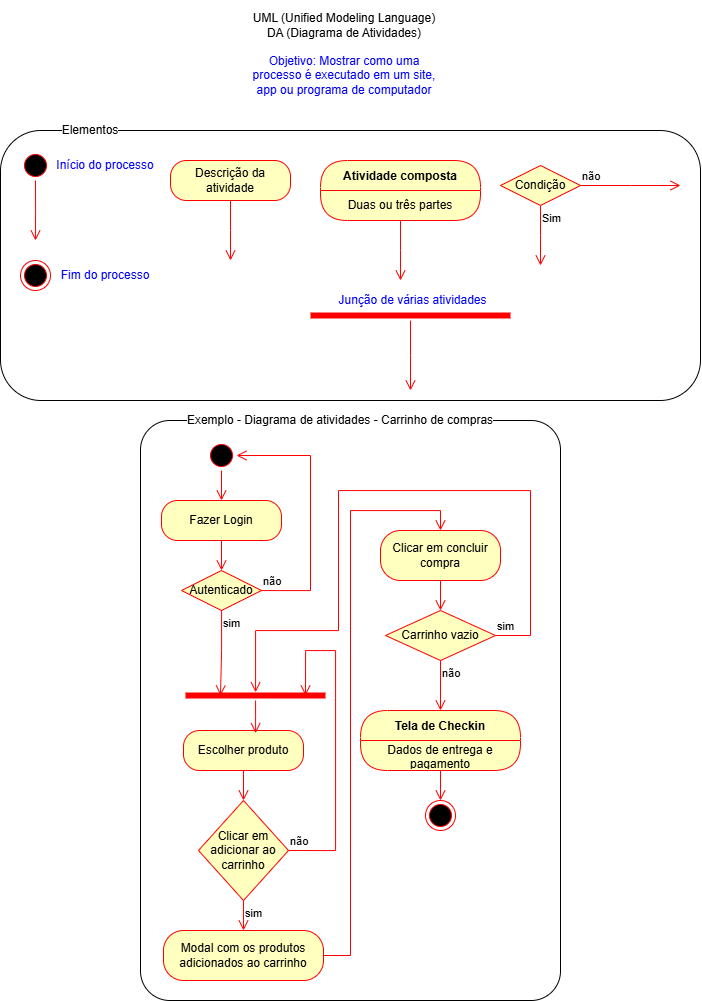 UML (Unified Modeling Language)
DA (Diagrama de Atividades)
Objetivo: Mostrar como uma
processo é executado em um site,
app ou programa de computador
Elementos
Início do processo
Descrição da
atividade
Atividade composta
Duas ou três partes
Condição
não
Sim
Fim do processo
Junção de várias atividades
Exemplo - Diagrama de atividades - Carrinho de compras
Fazer Login
Autenticado
não
sim
Escolher produto
Clicar em
adicionar ao
carrinho
não
sim
Modal com os produtos
adicionados ao carrinho
Clicar em concluir
compra
Carrinho vazio
sim
não
Tela de Checkin
Dados de entrega e
pagamento